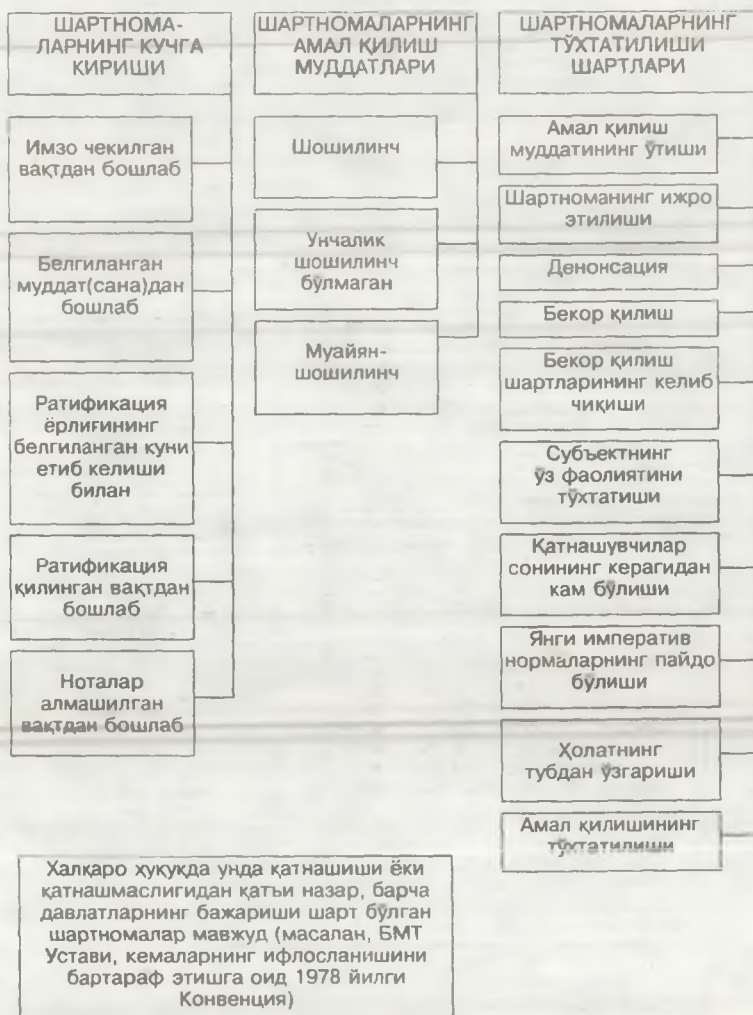 ШАРТНОМА-
ЛАРНИНГ КУЧГА
КИРИШИ
Имзо чекилган
вақтдан бошлаб
Белгиланган
муддат(сана)дан
бошлаб
Ратификация
ёрлиғининг
белгиланган куни
етиб келиши
билан
Ратификация
қилинган вақтдан
бошлаб
Ноталар
алмашилган
вақтдан бошлаб
ШАРТНОМАЛАРНИНГ
АМАЛ ҚИЛИШ
МУДДАТЛАРИ
Шошилинч
Унчалик
шошилинч
бўлмаган
Муайян-
шошилинч
ШАРТНОМАЛАРНИНГ
ТЎХТАТИЛИШИ
ШАРТЛАРИ
Амал қилиш
муддатининг ўтиши
Шартноманинг ижро
этилиши
Денонсация
Бекор қилиш
Бекор қилиш
шартларининг келиб
чиқиши
Субъектнинг
ўз фаолиятини
тўхтатиши
Қатнашувчилар
сонининг керагидан
кам бўлиши
Янги императив
нормаларнинг пайдо
бўлиши
Ҳолатнинг
тубдан ўзгариши
Амал қилишининг
тўхтатилиши
Халқаро ҳуқуқда унда қатнашиши ёки
қатнашмаслигидан қатъи назар, барча
давлатларнинг бажариши шарт бўлган
шартномалар мавжуд (масалан, БМТ
Устави, кемаларнинг ифлосланишини
бартараф этишга оид 1978 йилги
Конвенция)